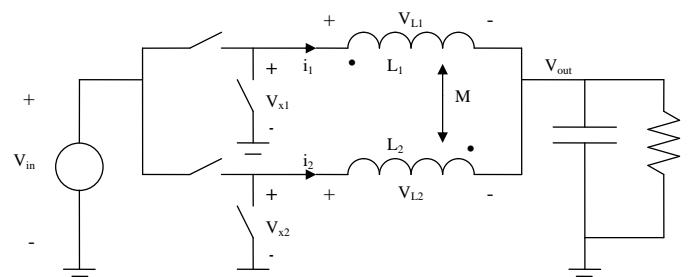 + V_L1 -
i_1 L_1
V_out
+ V_x1 -
M
+ V_in -
L_2
i_2
+ V_L2 -
+ V_x2 -